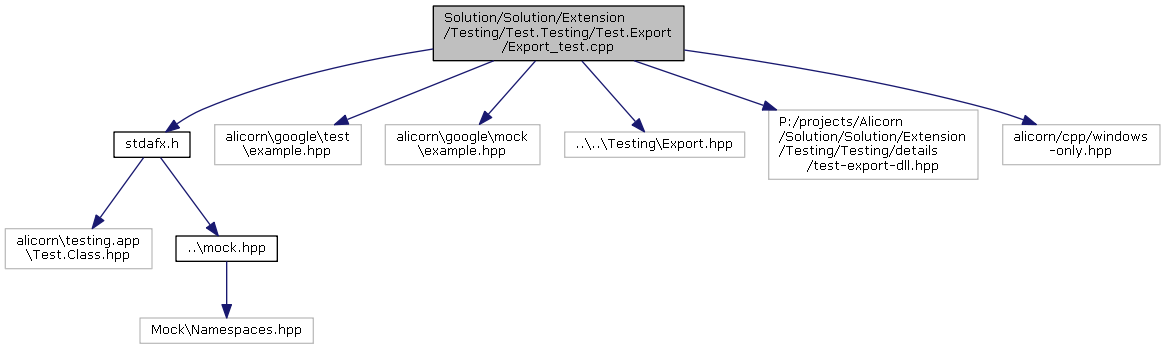 Solution/Solution/Extension
/Testing/Test.Testing/Test.Export
/Export_test.cpp
stdafx.h
alicorn\google\test
\example.hpp
alicorn\google\mock
\example.hpp
..\..\Testing\Export.hpp
P:/projects/Alicorn
/Solution/Solution/Extension
/Testing/Testing/details
/test-export-dll.hpp
alicorn/cpp/windows
-only.hpp
alicorn\testing.app
\Test.Class.hpp
..\mock.hpp
Mock\Namespaces.hpp